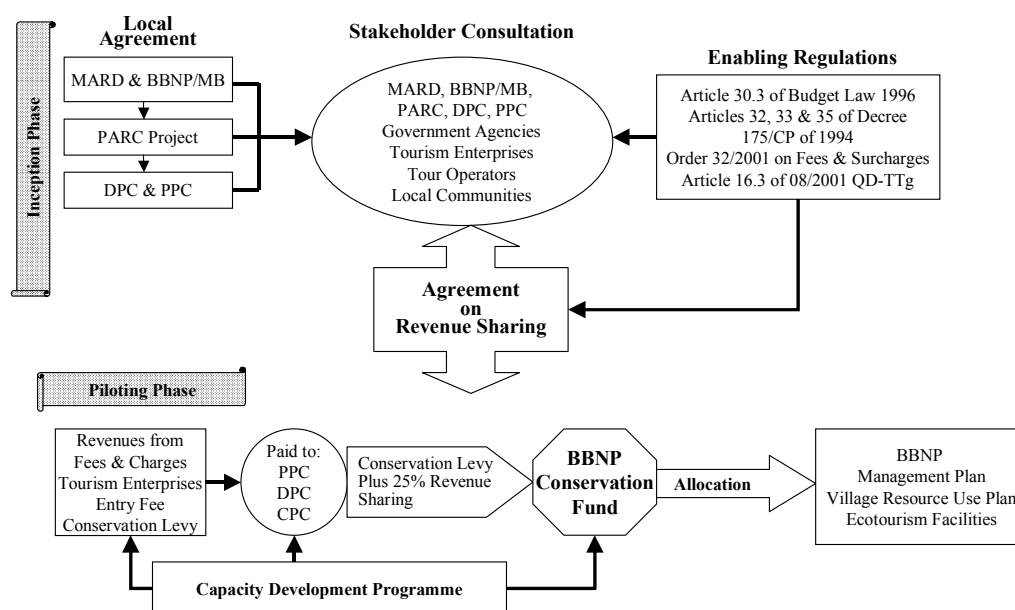 Local
Agreement
MARD & BBNP/MB
PARC Project
DPC & PPC
Inception Phase
Stakeholder Consultation
MARD, BBNP/MB,
PARC, DPC, PPC
Government Agencies
Tourism Enterprises
Tour Operators
Local Communities
Enabling Regulations
Article 30.3 of Budget Law 1996
Articles 32, 33 & 35 of Decree
175/CP of 1994
Order 32/2001 on Fees & Surcharges
Article 16.3 of 08/2001 QD-TTg
Agreement
on
Revenue Sharing
Piloting Phase
Revenues from
Fees & Charges
Tourism Enterprises
Entry Fee
Conservation Levy
Paid to:
PPC
DPC
CPC
Conservation Levy
Plus 25% Revenue
Sharing
BBNP
Conservation
Fund
Allocation
BBNP
Management Plan
Village Resource Use Plan
Ecotourism Facilities
Capacity Development Programme